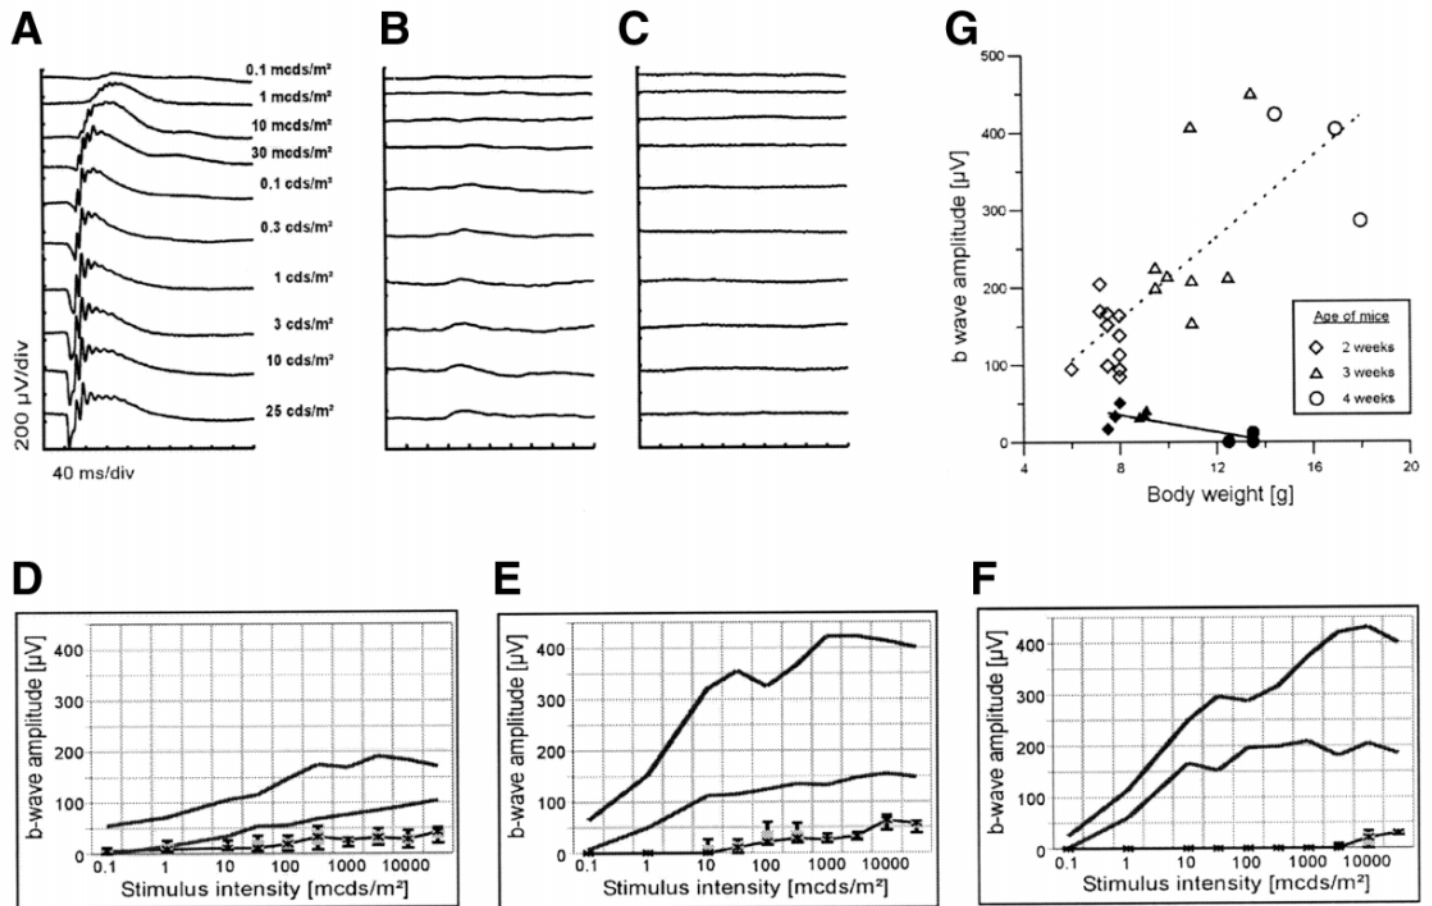 A
B
C
G
0.1 mcds/m²
1 mcds/m²
10 mcds/m²
30 mcds/m²
0.1 cds/m²
0.3 cds/m²
1 cds/m²
3 cds/m²
10 cds/m²
25 cds/m²
200 µV/div
40 ms/div
b wave amplitude [µV]
500
400
300
200
100
0
4
8
12
16
20
Body weight [g]
Age of mice
2 weeks
3 weeks
4 weeks
D
E
F
b-wave amplitude [µV]
400
300
200
100
0
0.1
1
10
100
1000
10000
Stimulus intensity [mcds/m²]
b-wave amplitude [µV]
400
300
200
100
0
0.1
1
10
100
1000
10000
Stimulus intensity [mcds/m²]
b-wave amplitude [µV]
400
300
200
100
0
0.1
1
10
100
1000
10000
Stimulus intensity [mcds/m²]